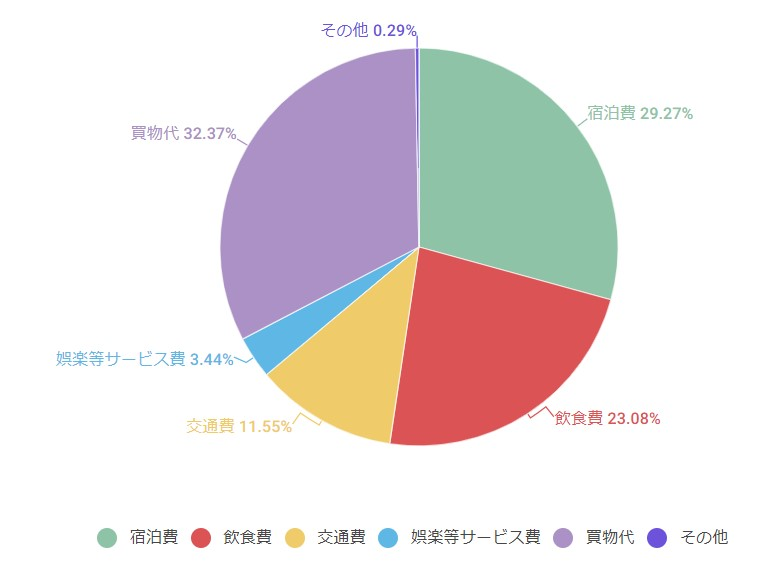 その他 0.29%
宿泊費 29.27%
買物代 32.37%
娯楽等サービス費 3.44%
飲食費 23.08%
交通費 11.55%
宿泊費 飲食費 交通費 娯楽等サービス費 買物代 その他